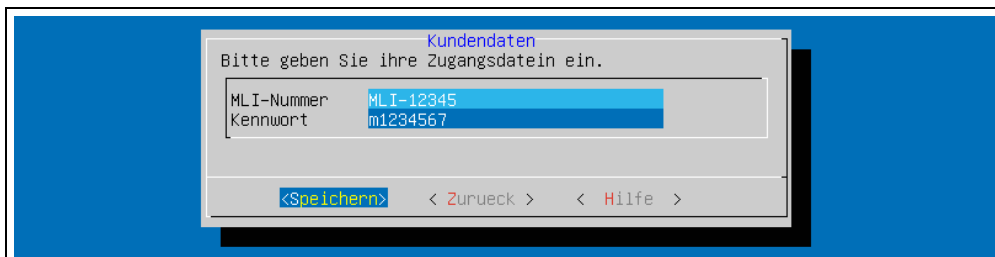 Kundendaten
Bitte geben Sie ihre Zugangsdatein ein.
MLI-Nummer MLI-12345
Kennwort m1234567
<Speichern> < Zurueck > < Hilfe >